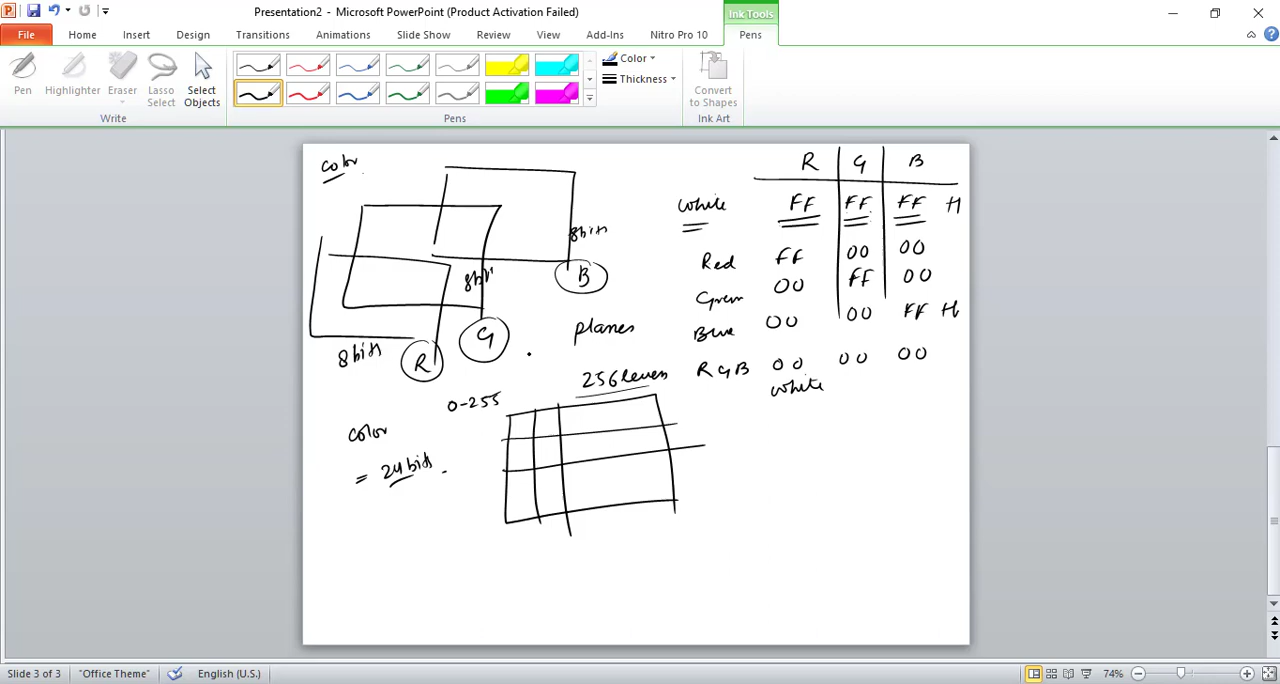 Presentation2 - Microsoft PowerPoint (Product Activation Failed)
Ink Tools
File Home Insert Design Transitions Animations Slide Show Review View Add-Ins Nitro Pro 10 Pens
Pen Highlighter Eraser Lasso Select Select Objects
Color
Thickness
Convert to Shapes
Write Pens Ink Art
color
R G B
White FF FF FF H
8bits
Red FF 00 00
B
8bit
Green 00 FF 00
Blue 00 00 FF H
planes
G
8bits R
RGB 00 00 00
White
256 levels
0-255
color
= 24 bits
Slide 3 of 3 "Office Theme" English (U.S.) 74%